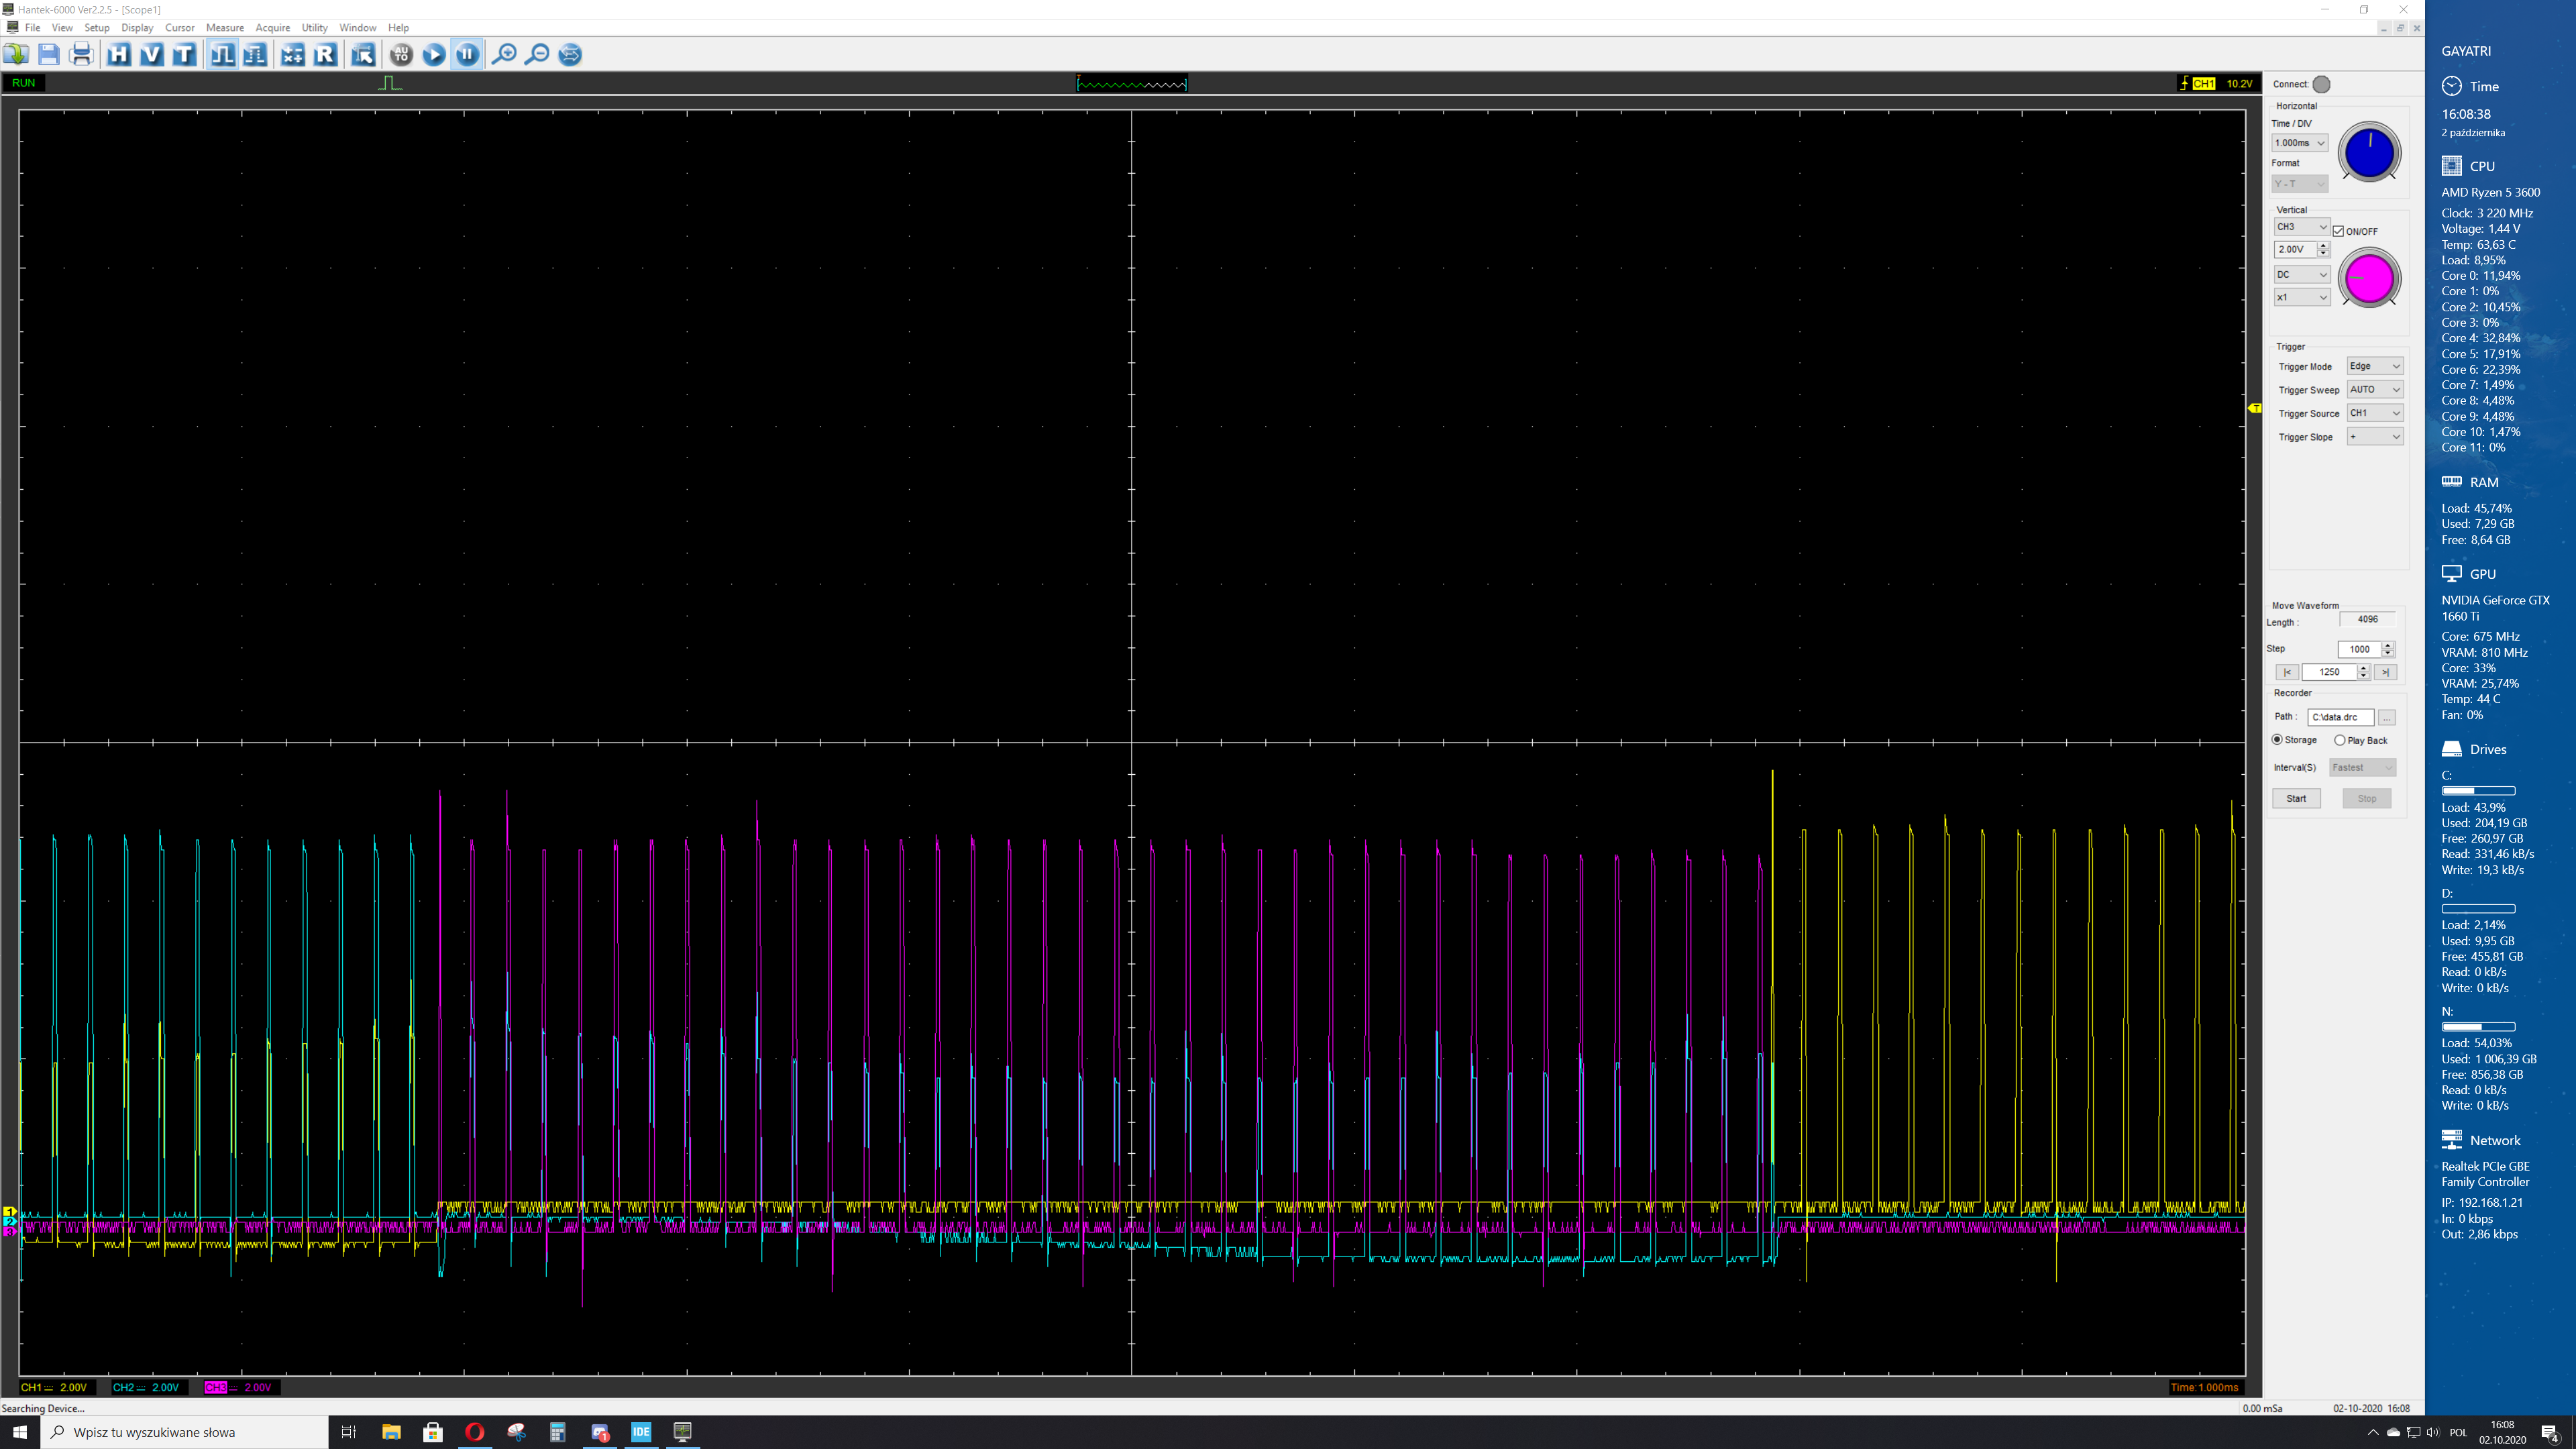 Hantek-6000 Ver2.2.5 - [Scope1]
File View Setup Display Cursor Measure Acquire Utility Window Help
H V T R AU TO
RUN
CH1 10.2V
T
1
2
3
CH1 2.00V CH2 2.00V CH3 2.00V
Time:1.000ms
Searching Device...
0.00 mSa 02-10-2020 16:08
Connect:
Horizontal
Time / DIV
1.000ms
Format
Y - T
Vertical
CH3 ON/OFF
2.00V
DC
x1
Trigger
Trigger Mode Edge
Trigger Sweep AUTO
Trigger Source CH1
Trigger Slope +
Move Waveform
Length : 4096
Step 1000
|< 1250 >|
Recorder
Path : C:\data.drc ...
Storage Play Back
Interval(S) Fastest
Start Stop
GAYATRI
Time
16:08:38
2 października
CPU
AMD Ryzen 5 3600
Clock: 3 220 MHz
Voltage: 1,44 V
Temp: 63,63 C
Load: 8,95%
Core 0: 11,94%
Core 1: 0%
Core 2: 10,45%
Core 3: 0%
Core 4: 32,84%
Core 5: 17,91%
Core 6: 22,39%
Core 7: 1,49%
Core 8: 4,48%
Core 9: 4,48%
Core 10: 1,47%
Core 11: 0%
RAM
Load: 45,74%
Used: 7,29 GB
Free: 8,64 GB
GPU
NVIDIA GeForce GTX
1660 Ti
Core: 675 MHz
VRAM: 810 MHz
Core: 33%
VRAM: 25,74%
Temp: 44 C
Fan: 0%
Drives
C:
Load: 43,9%
Used: 204,19 GB
Free: 260,97 GB
Read: 331,46 kB/s
Write: 19,3 kB/s
D:
Load: 2,14%
Used: 9,95 GB
Free: 455,81 GB
Read: 0 kB/s
Write: 0 kB/s
N:
Load: 54,03%
Used: 1 006,39 GB
Free: 856,38 GB
Read: 0 kB/s
Write: 0 kB/s
Network
Realtek PCIe GBE
Family Controller
IP: 192.168.1.21
In: 0 kbps
Out: 2,86 kbps
Wpisz tu wyszukiwane słowa
1
IDE
POL
16:08
02.10.2020
4